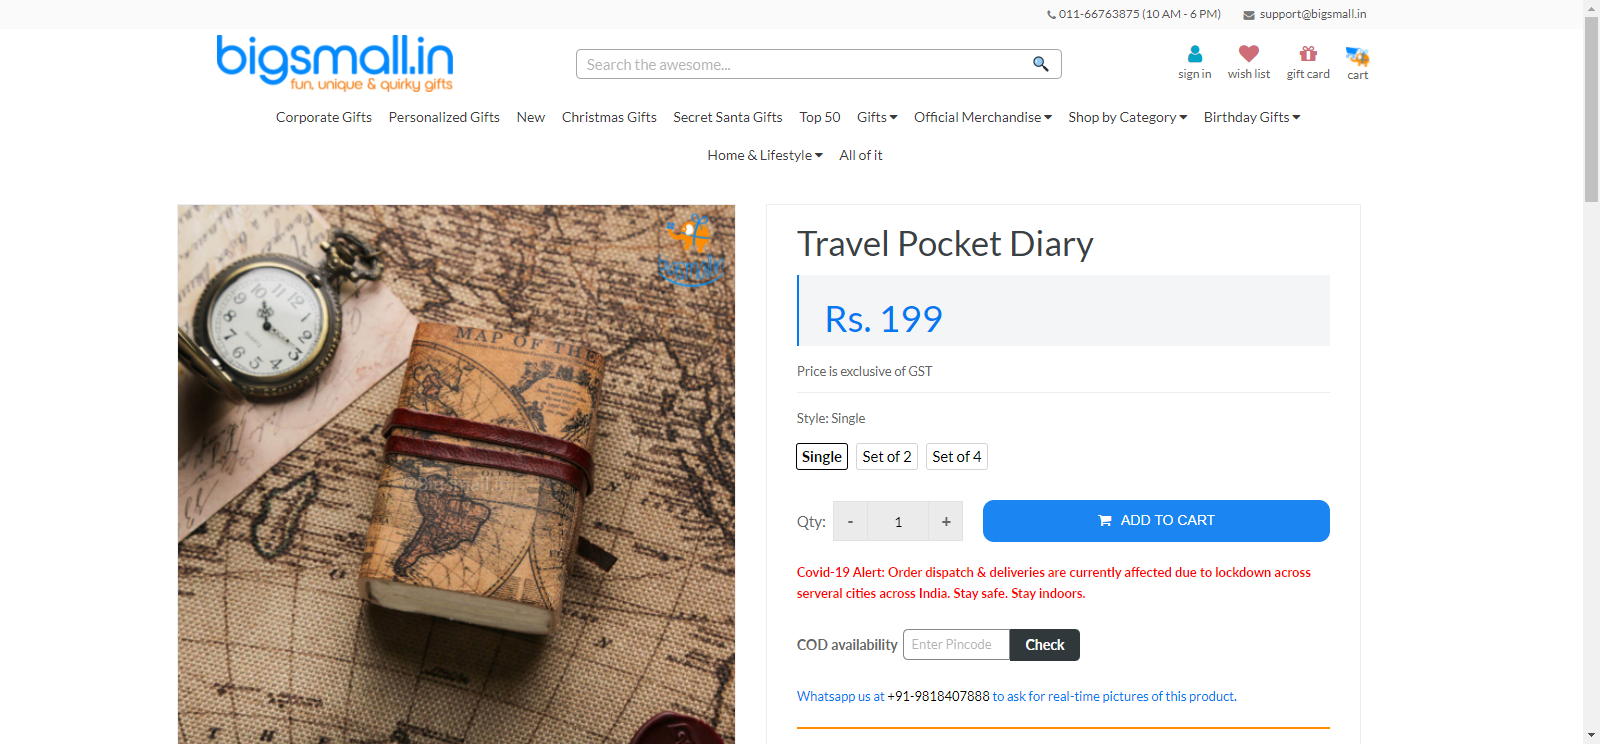 011-66763875 (10 AM - 6 PM) support@bigsmall.in
bigsmall.in
fun, unique & quirky gifts
Search the awesome...
sign in wish list gift card cart
Corporate Gifts Personalized Gifts New Christmas Gifts Secret Santa Gifts Top 50 Gifts Official Merchandise Shop by Category Birthday Gifts
Home & Lifestyle All of it
bigsmall
MAP OF THE
©Bigsmall.in
Travel Pocket Diary
Rs. 199
Price is exclusive of GST
Style: Single
Single Set of 2 Set of 4
Qty: - 1 + ADD TO CART
Covid-19 Alert: Order dispatch & deliveries are currently affected due to lockdown across
serveral cities across India. Stay safe. Stay indoors.
COD availability Enter Pincode Check
Whatsapp us at +91-9818407888 to ask for real-time pictures of this product.